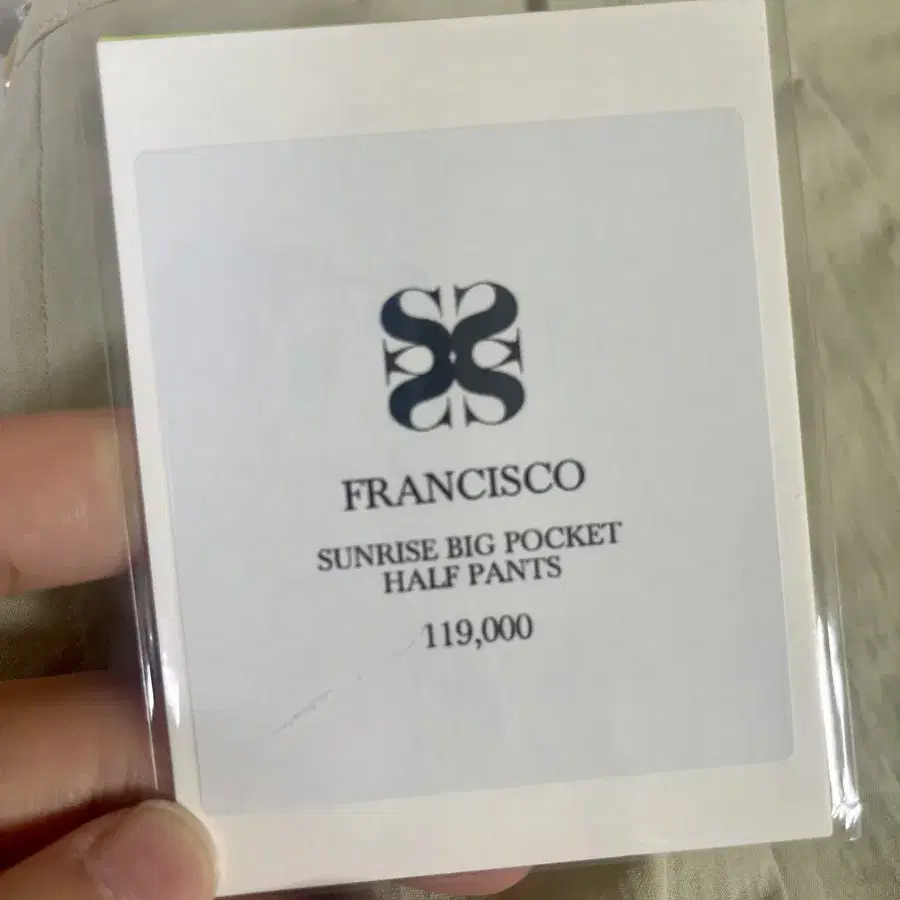 FRANCISCO
SUNRISE BIG POCKET
HALF PANTS
119,000